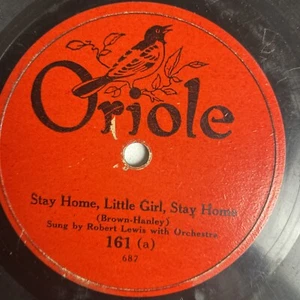 Oriole
Stay Home, Little Girl, Stay Home
(Brown-Hanley)
Sung by Robert Lewis with Orchestra.
161 (a)
687